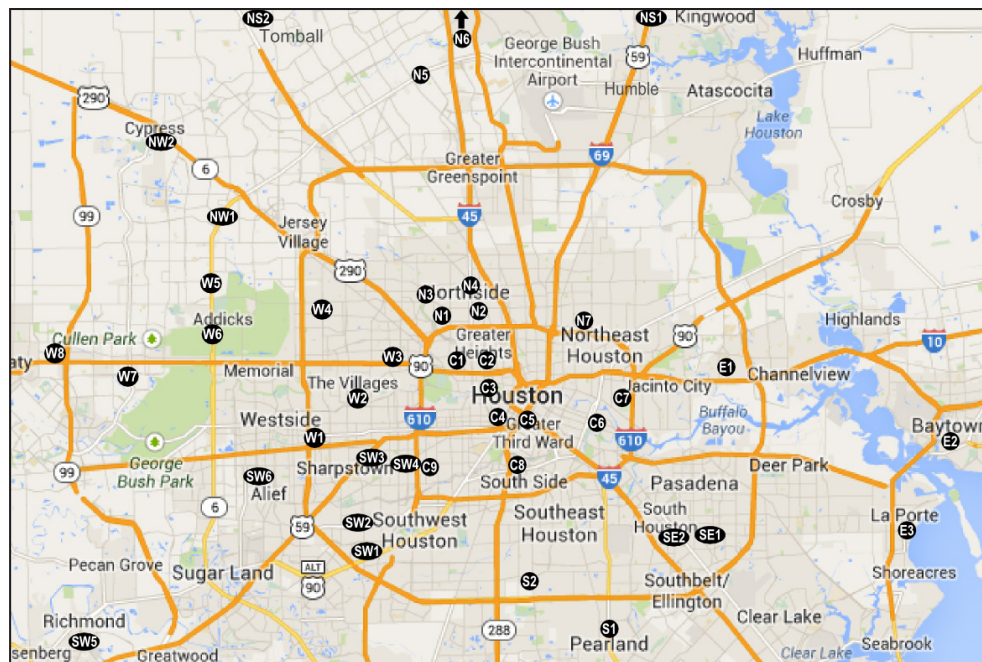 NS2
Tomball
N6
NS1
Kingwood
George Bush
Intercontinental
Airport
59
Huffman
N5
Humble
Atascocita
290
Lake
Houston
Cypress
NW2
6
Greater
Greenspoint
69
99
NW1
45
Crosby
Jersey
Village
290
W5
N4
N3
Northside
W4
N1
N2
N7
Addicks
W6
Cullen Park
Greater
Heights
Northeast
Houston
90
Highlands
10
aty
W8
W7
Memorial
W3
90
C1
C2
E1
Channelview
The Villages
W2
C3
Houston
Jacinto City
C7
Westside
610
C4
C5
Greater
Third Ward
C6
Buffalo
Bayou
610
Baytown
E2
W1
99
George
Bush Park
SW3
Sharpstown
SW4
C9
C8
South Side
45
Deer Park
Pasadena
SW6
Alief
6
59
SW2
Southwest
Houston
SW1
Southeast
Houston
South
Houston
SE2
SE1
La Porte
E3
Pecan Grove
Sugar Land
ALT
90
S2
Southbelt/
Ellington
Shoreacres
Richmond
SW5
senberg
Greatwood
288
S1
Pearland
Clear Lake
Clear Lake
Seabrook